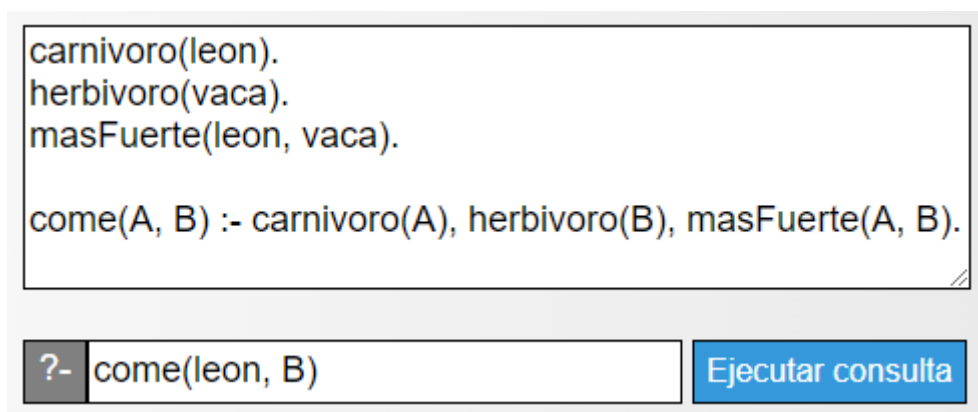 carnivoro(leon).
herbivoro(vaca).
masFuerte(leon, vaca).
come(A, B) :- carnivoro(A), herbivoro(B), masFuerte(A, B).
?- come(leon, B) Ejecutar consulta